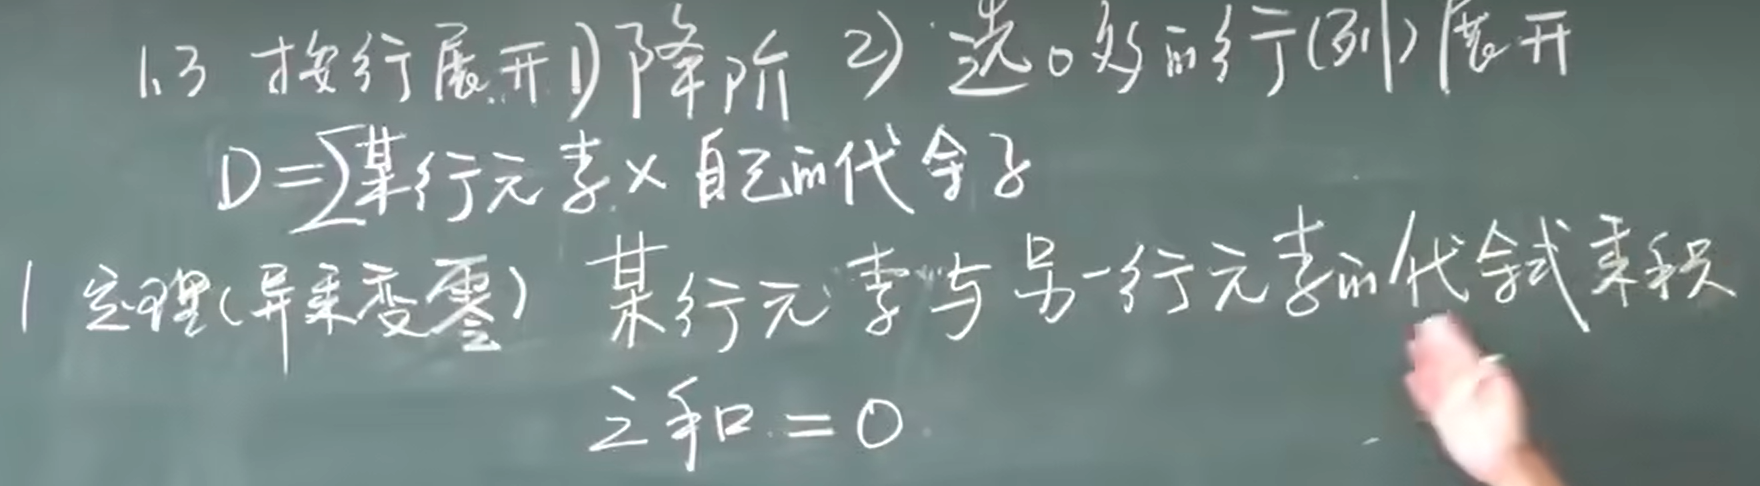 1.3 按行展开 1)降阶 2) 选0多的行(列)展开
D=∑某行元素×自己的代余子
1 定理(异乘变零) 某行元素与另一行元素的代余式乘积
之和=0